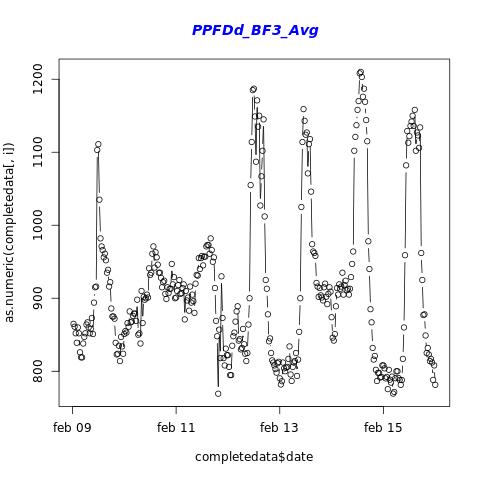 PPFDd_BF3_Avg
1200
1100
1000
900
800
as.numeric(completedata[, i])
feb 09
feb 11
feb 13
feb 15
completedata$date